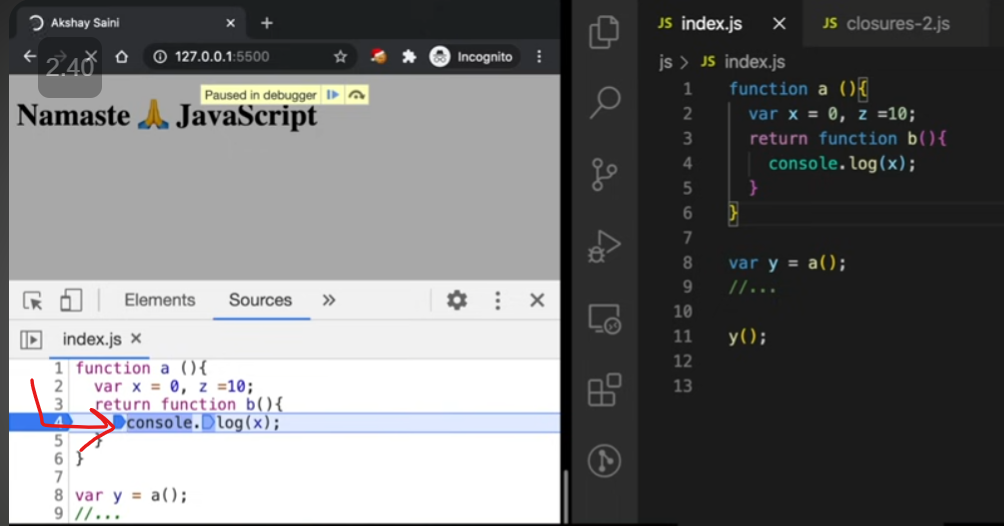 Akshay Saini
127.0.0.1:5500
Incognito
2.40
Paused in debugger
Namaste 🙏 JavaScript
Elements Sources »
index.js
1 function a (){
2 var x = 0, z =10;
3 return function b(){
4 console.log(x);
5 }
6 }
7
8 var y = a();
9 //...
JS index.js
JS closures-2.js
js > JS index.js
1 function a (){
2 var x = 0, z =10;
3 return function b(){
4 console.log(x);
5 }
6 }
7
8 var y = a();
9 //...
10
11 y();
12
13